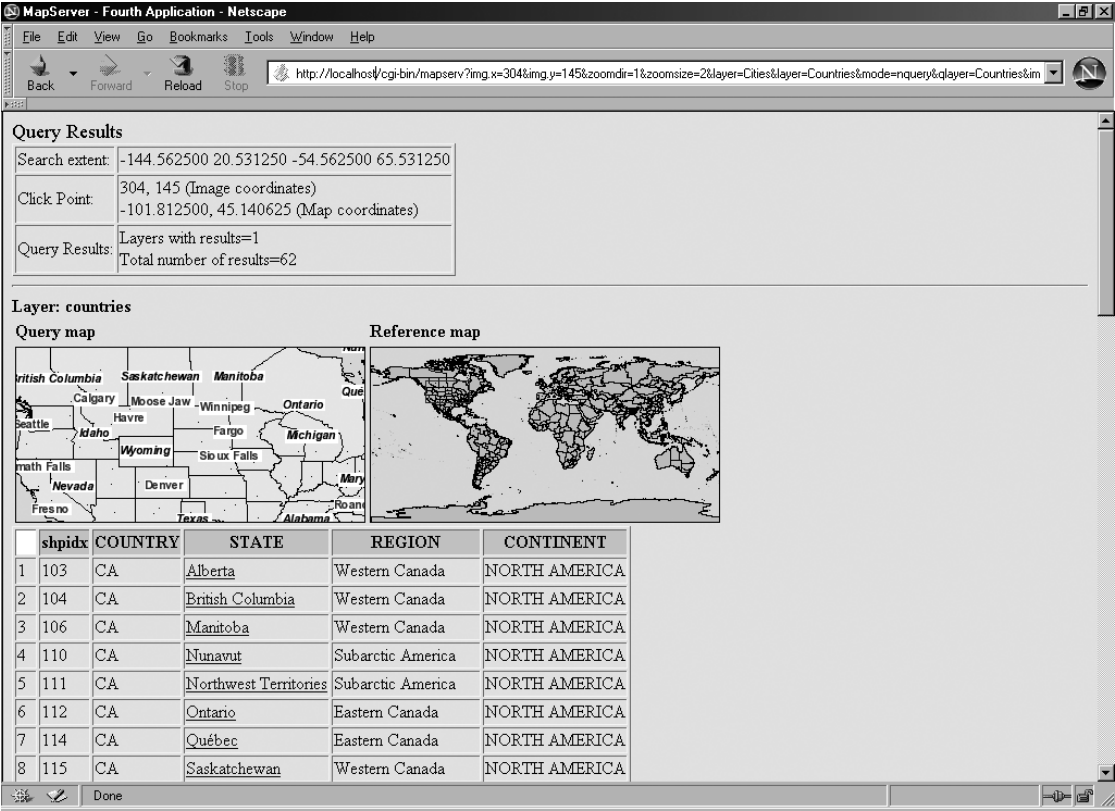 MapServer - Fourth Application - Netscape
File Edit View Go Bookmarks Tools Window Help
Back Forward Reload Stop
http://localhost/cgi-bin/mapserv?img.x=304&img.y=145&zoomdir=1&zoomsize=2&layer=Cities&layer=Countries&mode=nquery&qlayer=Countries&im
Query Results
Search extent: -144.562500 20.531250 -54.562500 65.531250
Click Point: 304, 145 (Image coordinates)
-101.812500, 45.140625 (Map coordinates)
Query Results: Layers with results=1
Total number of results=62
Layer: countries
Query map Reference map
ritish Columbia Saskatchewan Manitoba
Calgary Moose Jaw Winnipeg Ontario Qué
Seattle Havre
Idaho Fargo Michigan
Wyoming Sioux Falls
math Falls
Nevada Denver Mary
Fresno Roan
Texas Alabama
shpidx COUNTRY STATE REGION CONTINENT
1 103 CA Alberta Western Canada NORTH AMERICA
2 104 CA British Columbia Western Canada NORTH AMERICA
3 106 CA Manitoba Western Canada NORTH AMERICA
4 110 CA Nunavut Subarctic America NORTH AMERICA
5 111 CA Northwest Territories Subarctic America NORTH AMERICA
6 112 CA Ontario Eastern Canada NORTH AMERICA
7 114 CA Québec Eastern Canada NORTH AMERICA
8 115 CA Saskatchewan Western Canada NORTH AMERICA
Done